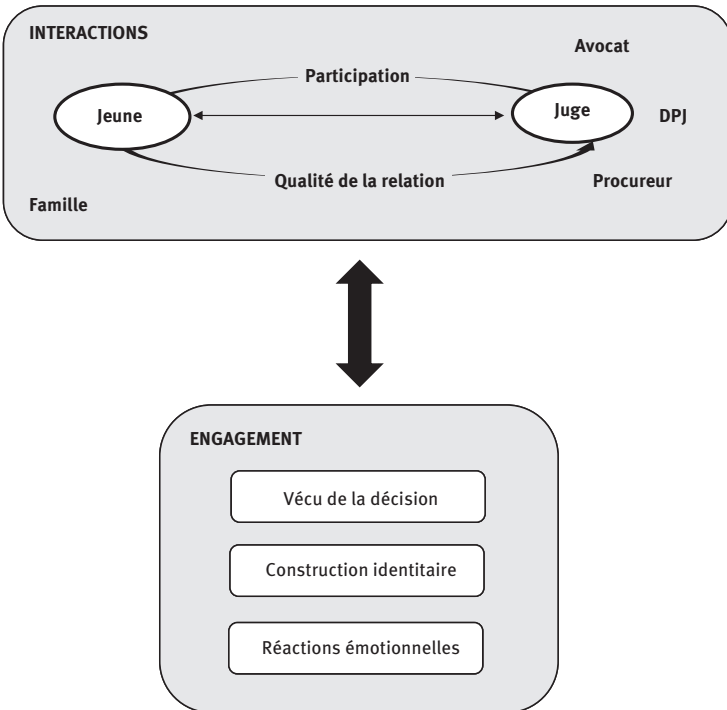 INTERACTIONS
Avocat
Participation
Jeune
Juge
DPJ
Qualité de la relation
Procureur
Famille
ENGAGEMENT
Vécu de la décision
Construction identitaire
Réactions émotionnelles